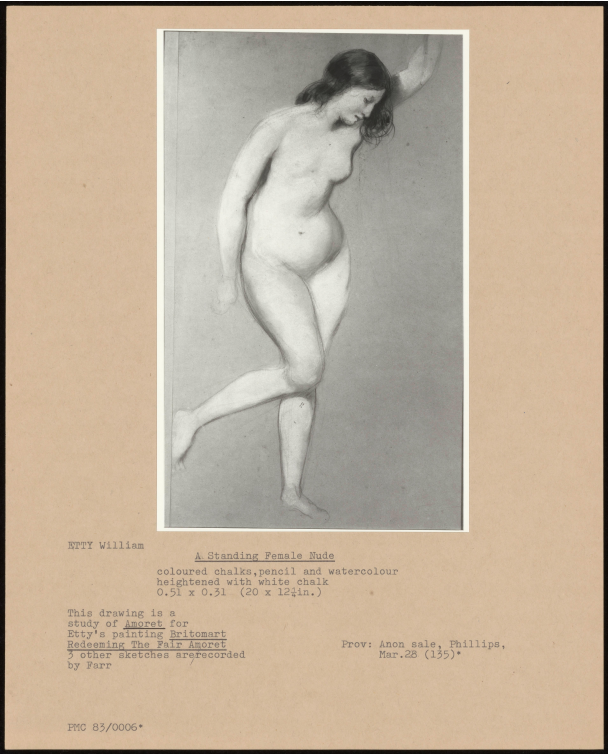 ETTY William
A Standing Female Nude
coloured chalks,pencil and watercolour
heightened with white chalk
0.51 x 0.31 (20 x 12¼in.)
This drawing is a
study of Amoret for
Etty's painting Britomart
Redeeming The Fair Amoret
3 other sketches arerecorded
by Farr
Prov: Anon sale, Phillips,
Mar.28 (135)*
PMC 83/0006*